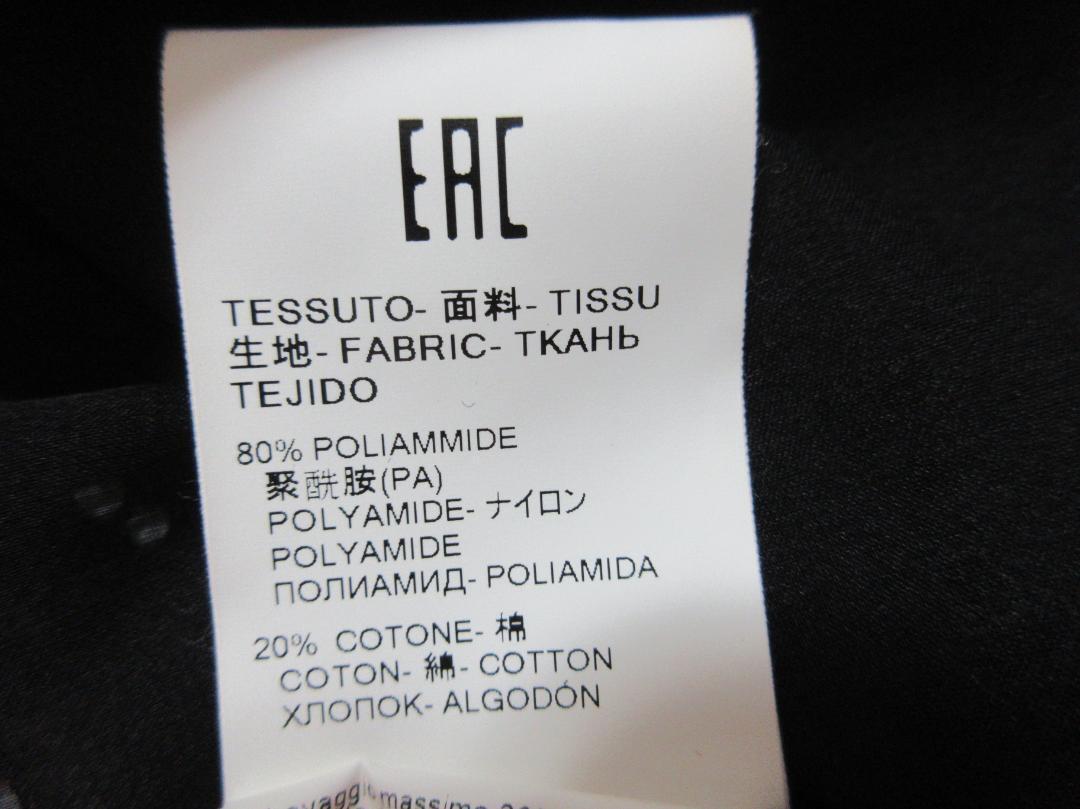 EAC
TESSUTO- 面料- TISSU
生地- FABRIC- ТКАНЬ
TEJIDO
80% POLIAMMIDE
聚酰胺(PA)
POLYAMIDE- ナイロン
POLYAMIDE
ПОЛИАМИД- POLIAMIDA
20% COTONE- 棉
COTON- 綿- COTTON
ХЛОПОК- ALGODÓN